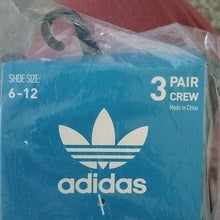 SHOE SIZE:
6-12
3 PAIR
CREW
Made in China
adidas